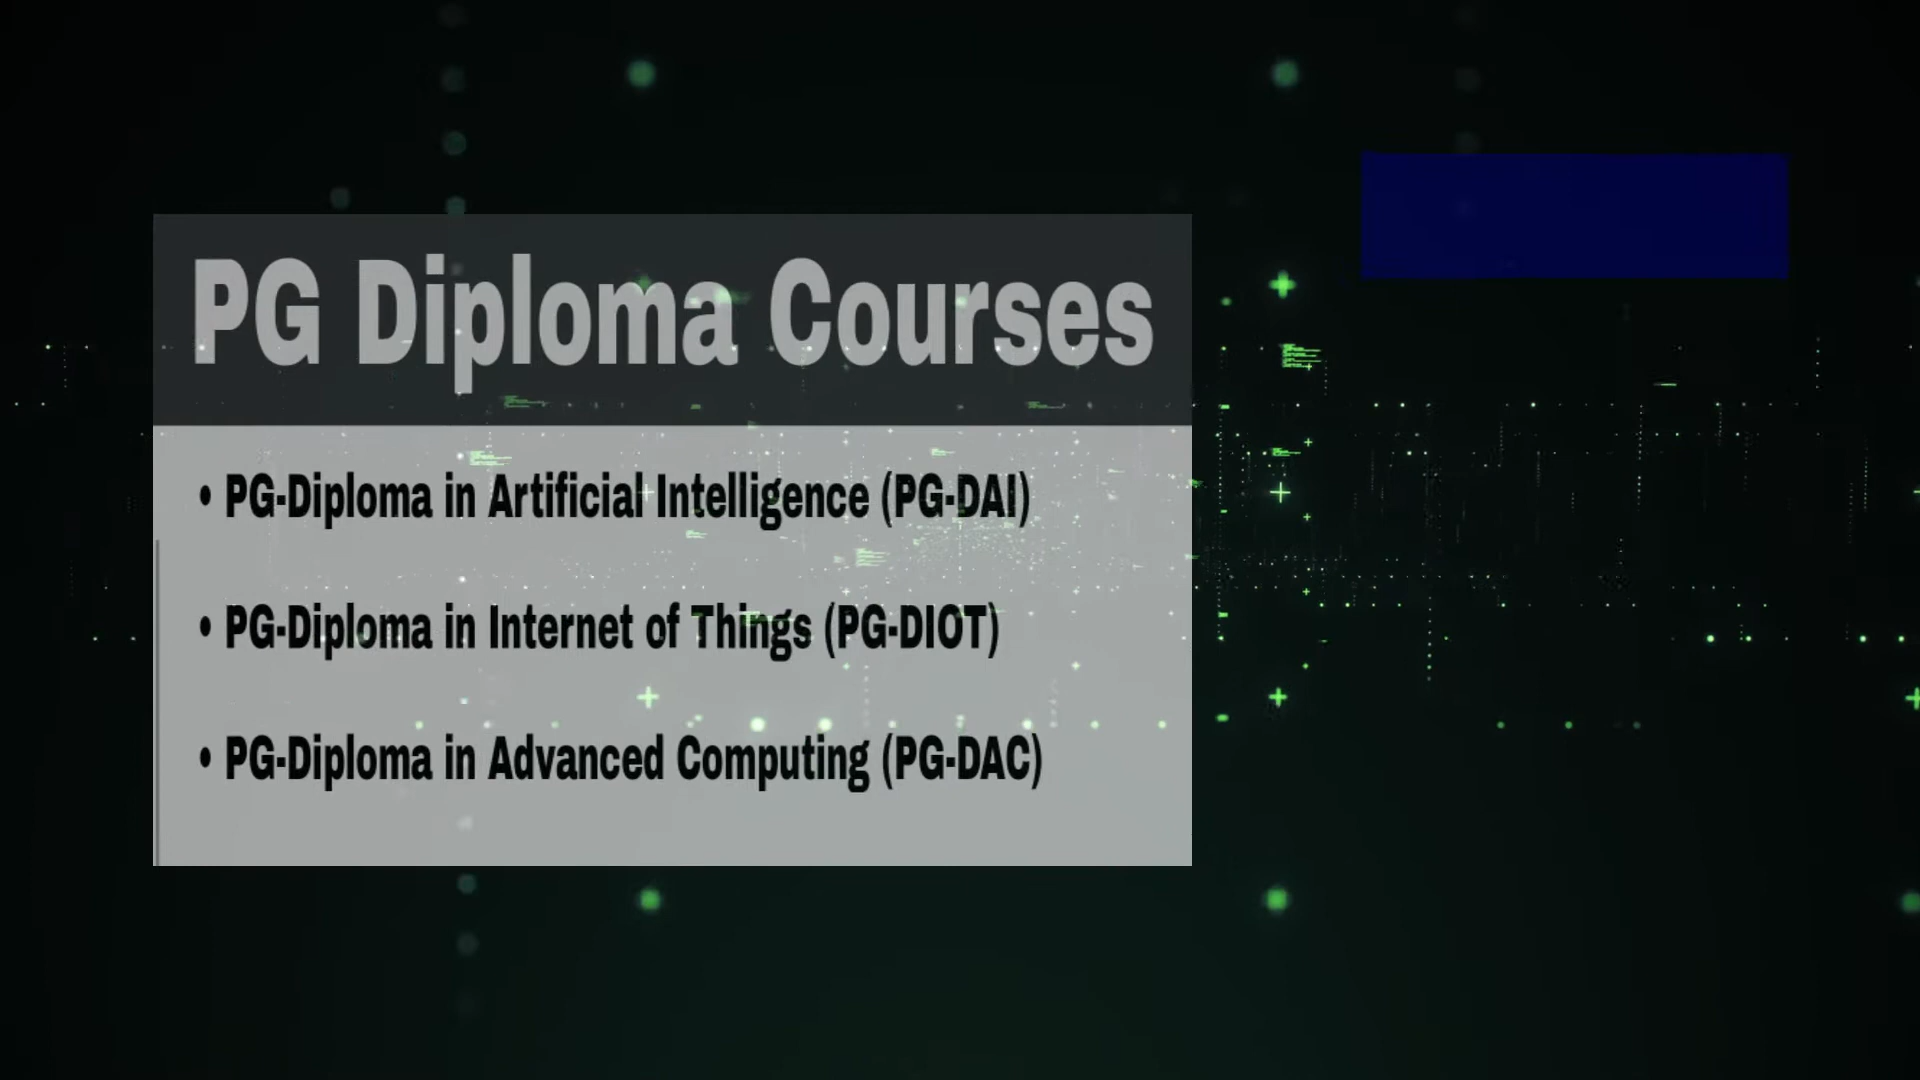 PG Diploma Courses
• PG-Diploma in Artificial Intelligence (PG-DAI)
• PG-Diploma in Internet of Things (PG-DIOT)
• PG-Diploma in Advanced Computing (PG-DAC)